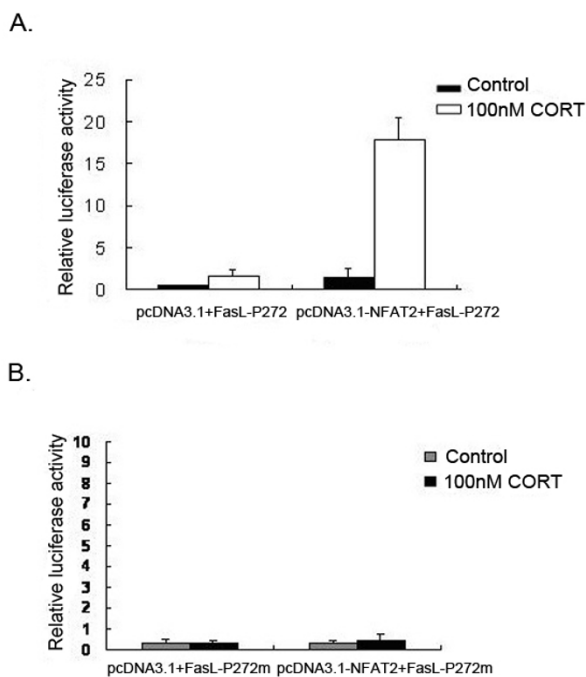 A.
Relative luciferase activity
25
20
15
10
5
0
Control
100nM CORT
pcDNA3.1+FasL-P272
pcDNA3.1-NFAT2+FasL-P272
B.
Relative luciferase activity
10
9
8
7
6
5
4
3
2
1
0
Control
100nM CORT
pcDNA3.1+FasL-P272m
pcDNA3.1-NFAT2+FasL-P272m